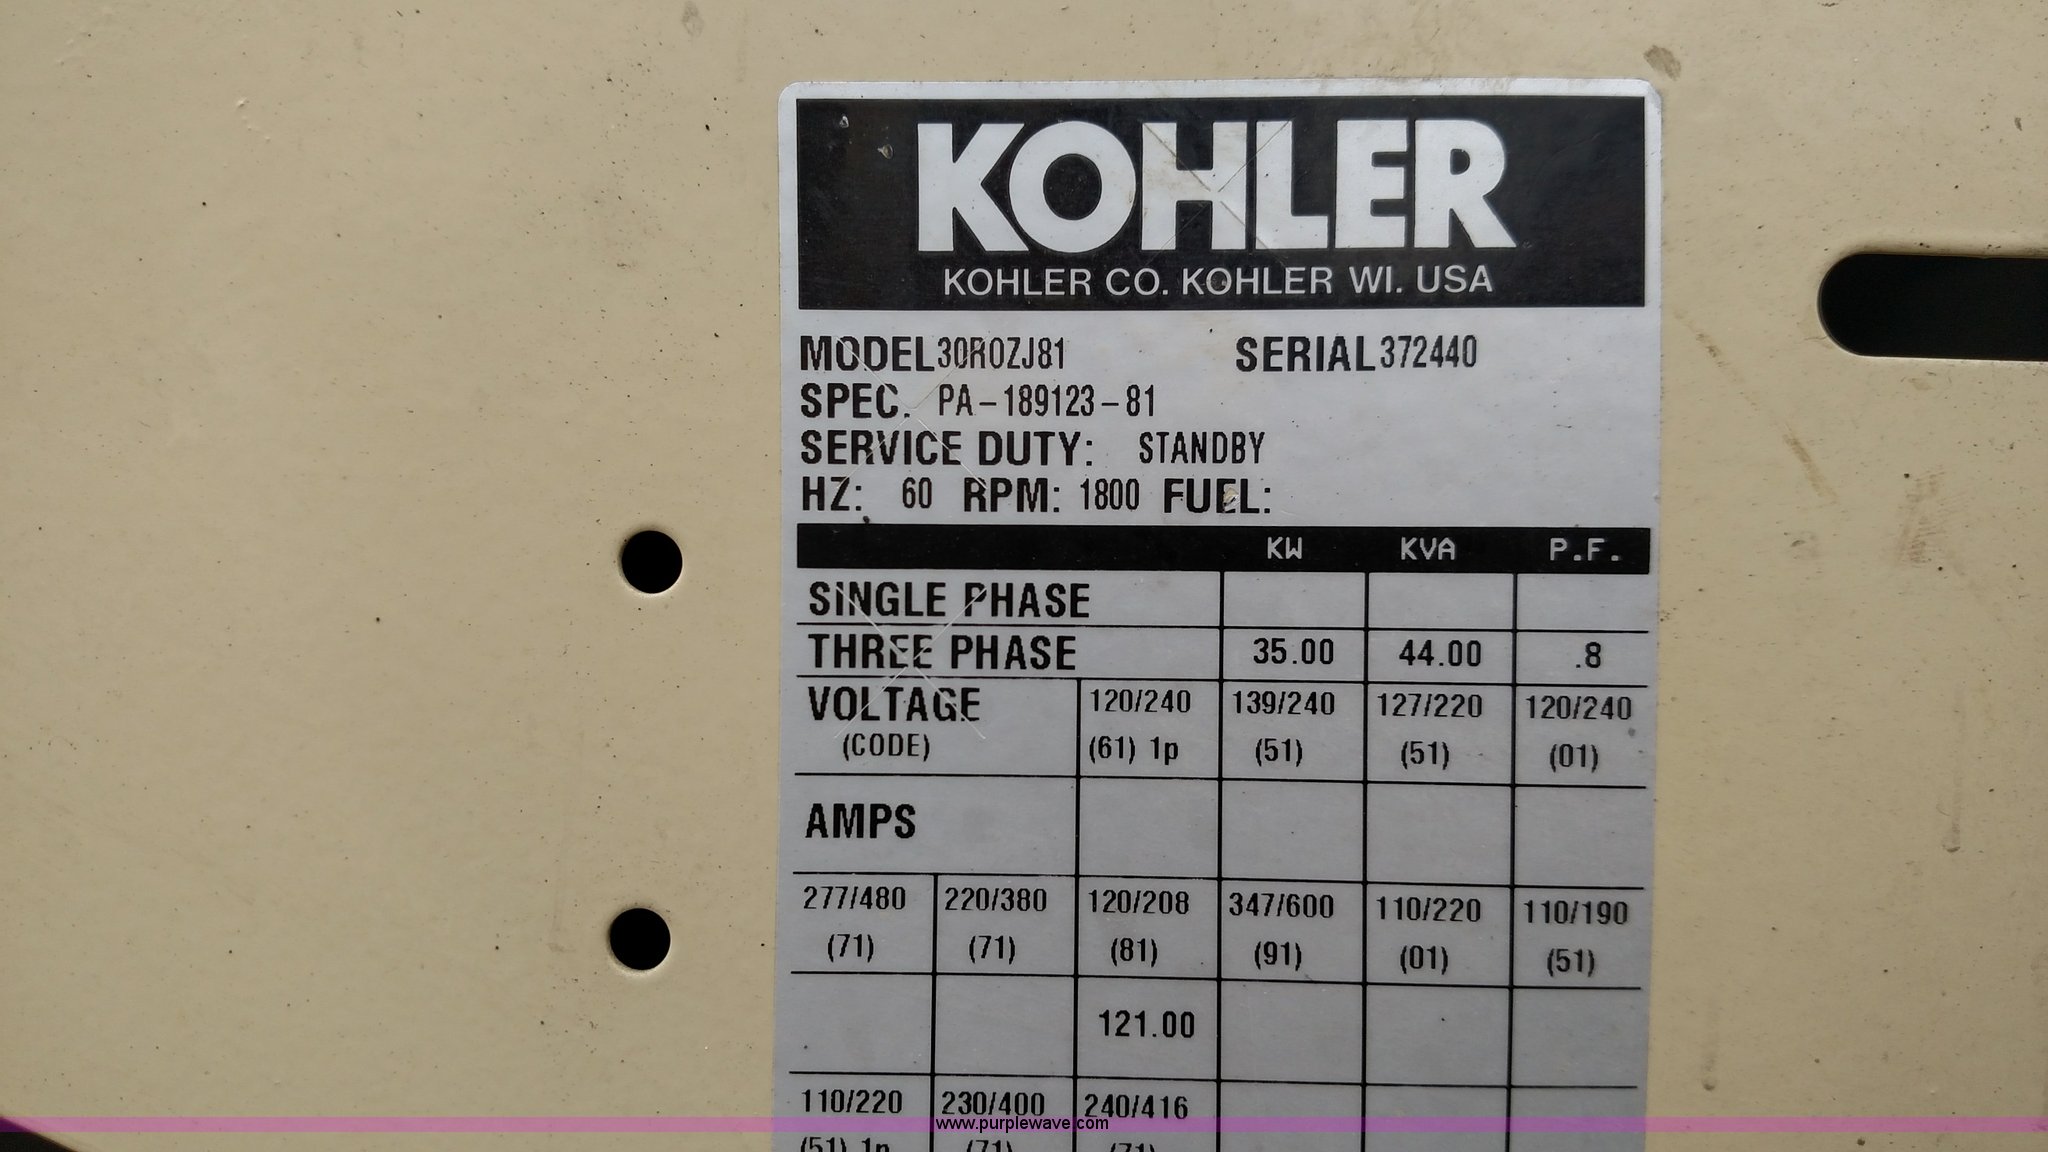 KOHLER
KOHLER CO. KOHLER WI. USA
MODEL 30ROZJ81 SERIAL 372440
SPEC. PA-189123-81
SERVICE DUTY: STANDBY
HZ: 60 RPM: 1800 FUEL:
KW KVA P.F.
SINGLE PHASE
THREE PHASE 35.00 44.00 .8
VOLTAGE 120/240 139/240 127/220 120/240
(CODE) (61) 1p (51) (51) (01)
AMPS
277/480 220/380 120/208 347/600 110/220 110/190
(71) (71) (81) (91) (01) (51)
121.00
110/220 230/400 240/416
(51) 1p (71) (71)
www.purplewave.com